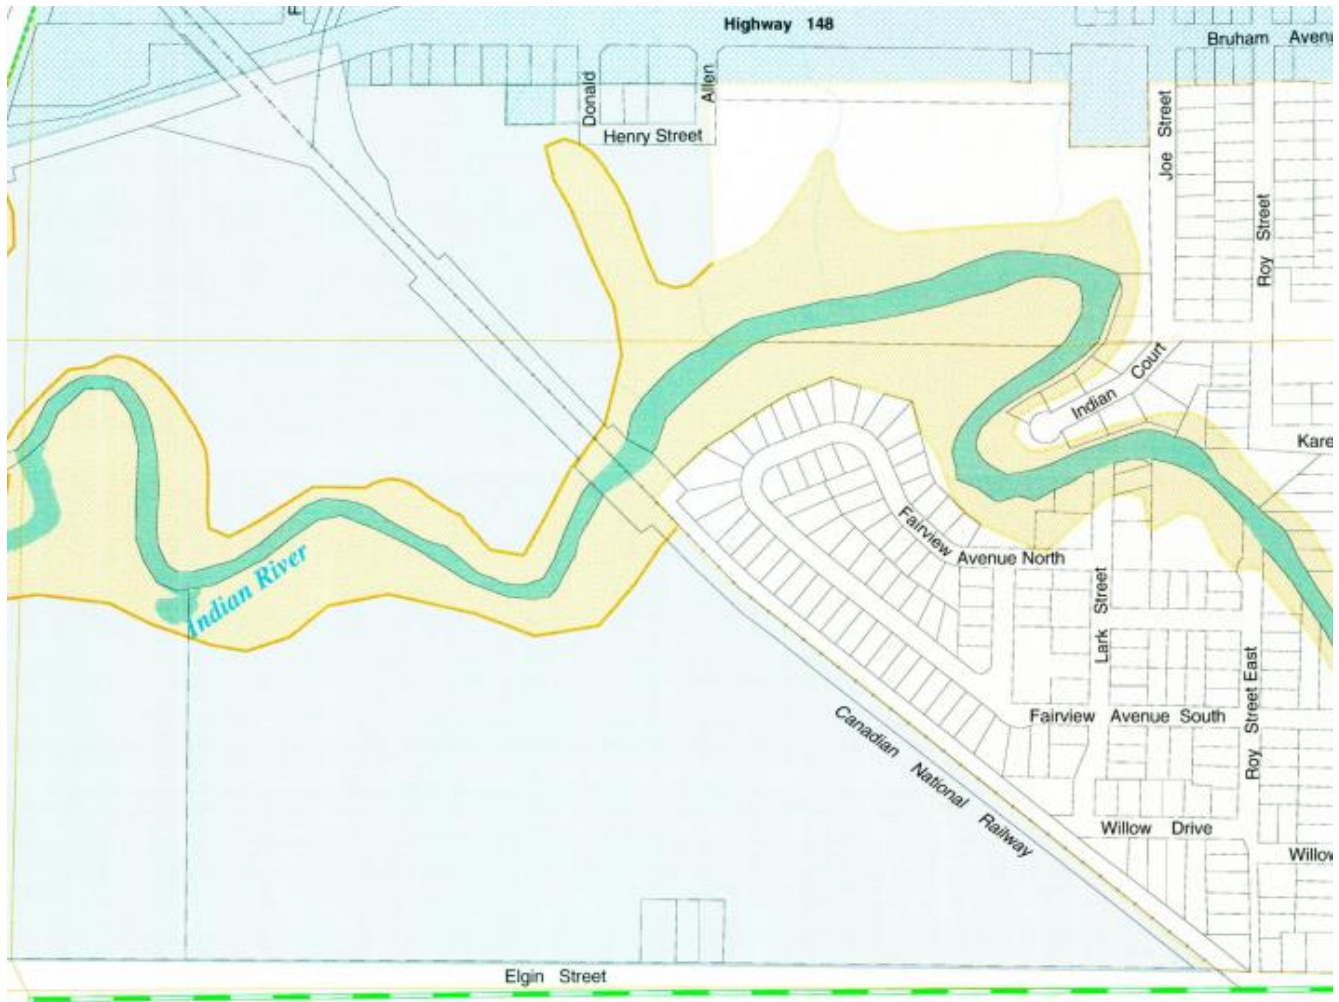 Highway 148
Bruham
Donald
Allen
Henry Street
Joe Street
Roy Street
Indian Court
Indian River
Fairview Avenue North
Lark Street
Roy Street East
Fairview Avenue South
Canadian National Railway
Willow Drive
Willow
Elgin Street